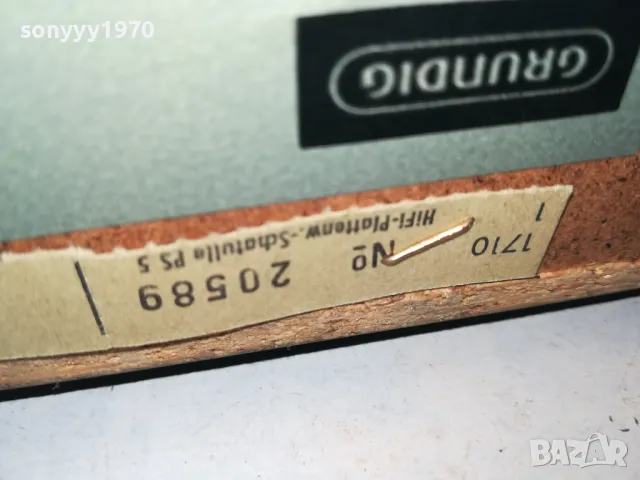 sonyyy1970
GRUNDIG
1710
1
HiFi-Plattenw.-Schatulle PS 5
No 20589
BAZAR